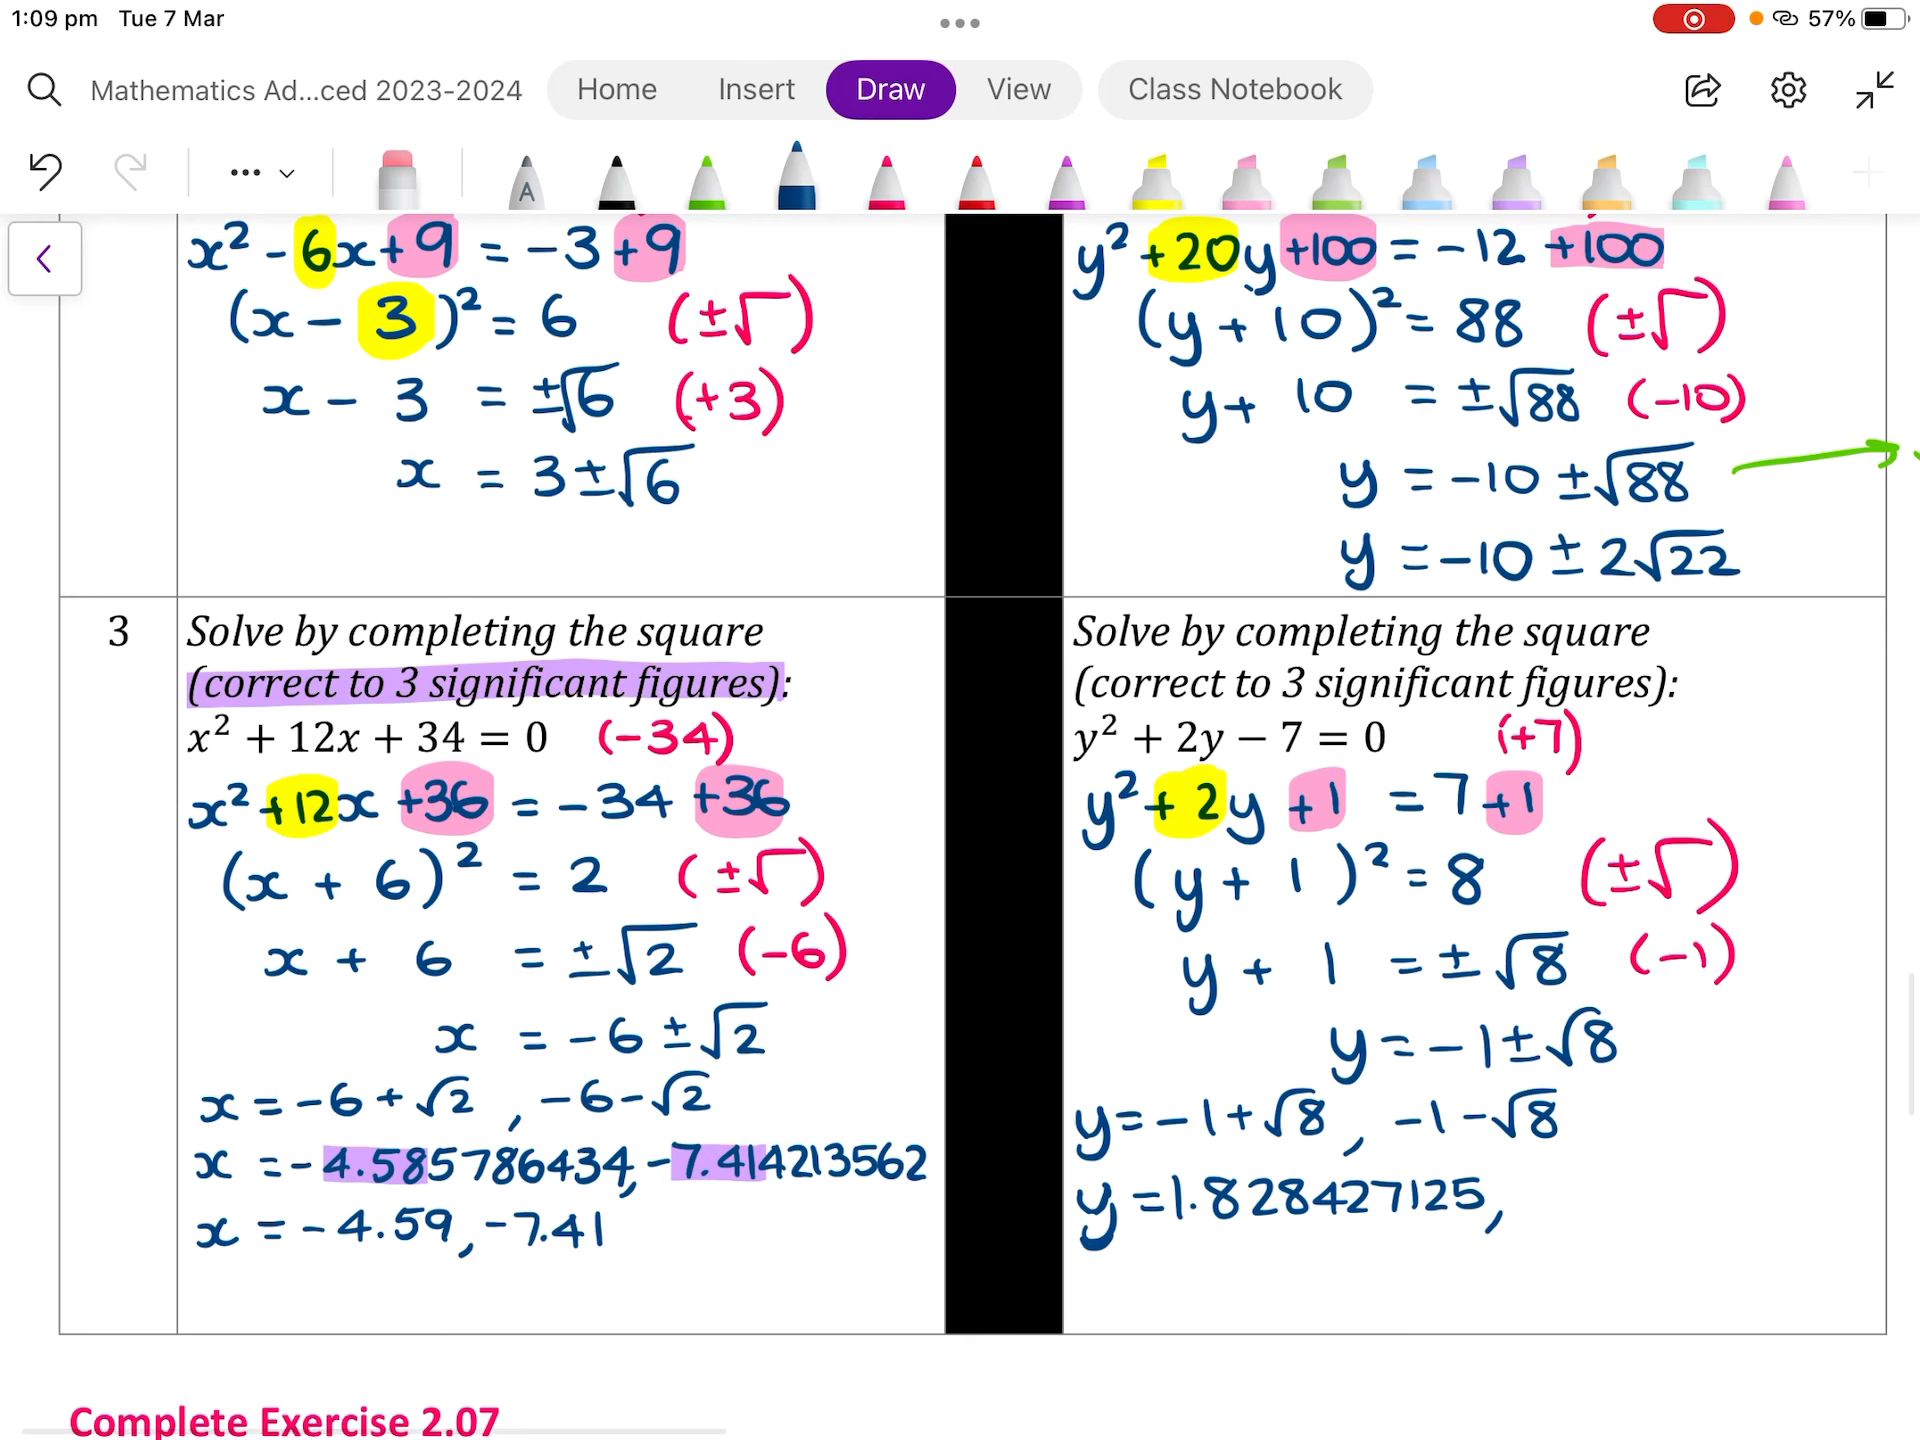 1:09 pm Tue 7 Mar
57%
Mathematics Ad...ced 2023-2024 Home Insert Draw View Class Notebook
A
x² - 6x + 9 = -3 + 9
(x - 3)² = 6 (±√)
x - 3 = ±√6 (+3)
x = 3 ± √6
y² + 20y + 100 = -12 + 100
(y + 10)² = 88 (±√)
y + 10 = ±√88 (-10)
y = -10 ± √88
y = -10 ± 2√22
3
Solve by completing the square
(correct to 3 significant figures):
x² + 12x + 34 = 0 (-34)
x² + 12x + 36 = -34 + 36
(x + 6)² = 2 (±√)
x + 6 = ±√2 (-6)
x = -6 ± √2
x = -6 + √2, -6 - √2
x = -4.585786434, -7.414213562
x = -4.59, -7.41
Solve by completing the square
(correct to 3 significant figures):
y² + 2y − 7 = 0 (+7)
y² + 2y + 1 = 7 + 1
(y + 1)² = 8 (±√)
y + 1 = ±√8 (-1)
y = -1 ± √8
y = -1 + √8, -1 - √8
y = 1.828427125,
Complete Exercise 2.07